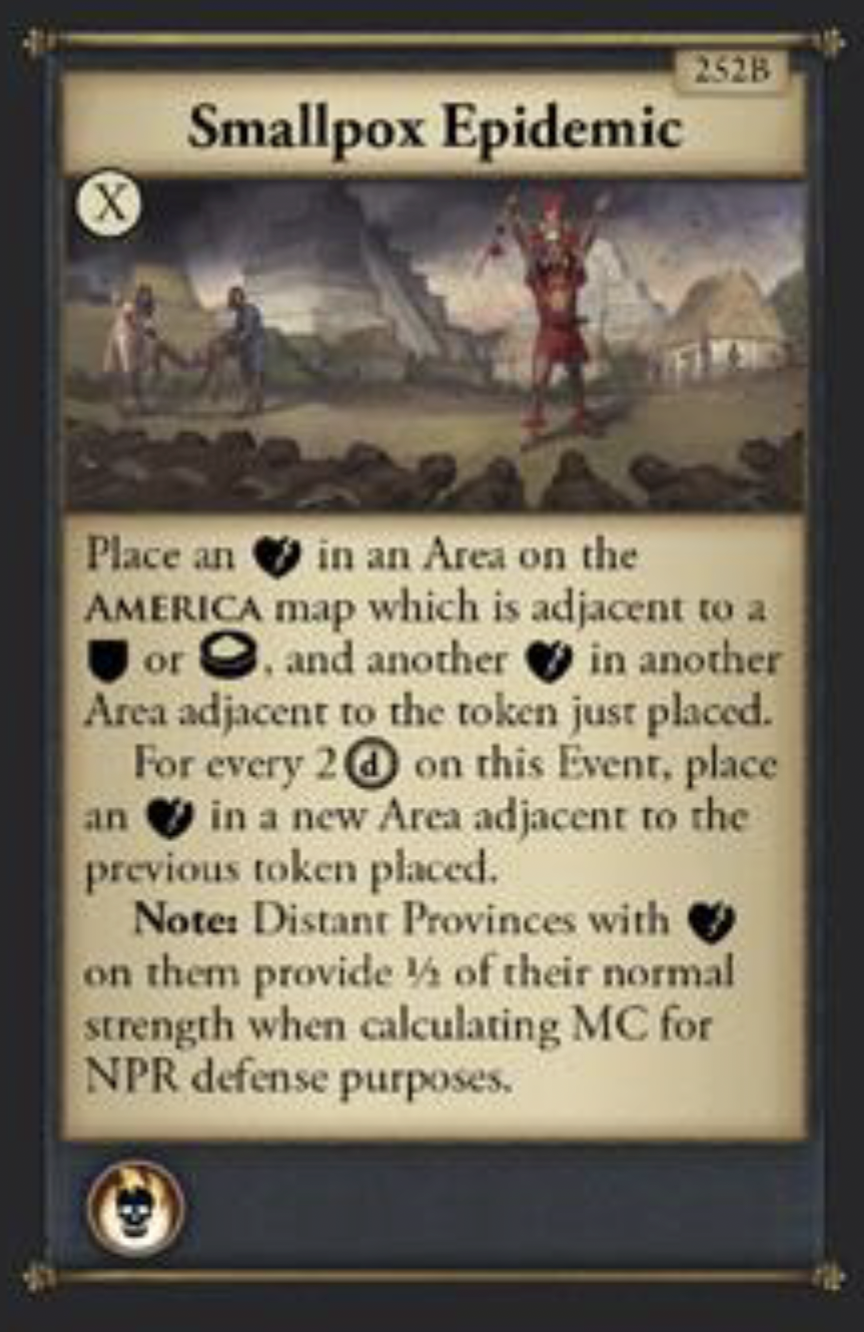 252B
Smallpox Epidemic
X
Place an in an Area on the
AMERICA map which is adjacent to a
or , and another in another
Area adjacent to the token just placed.
For every 2 d on this Event, place
an in a new Area adjacent to the
previous token placed.
Note: Distant Provinces with
on them provide ½ of their normal
strength when calculating MC for
NPR defense purposes.